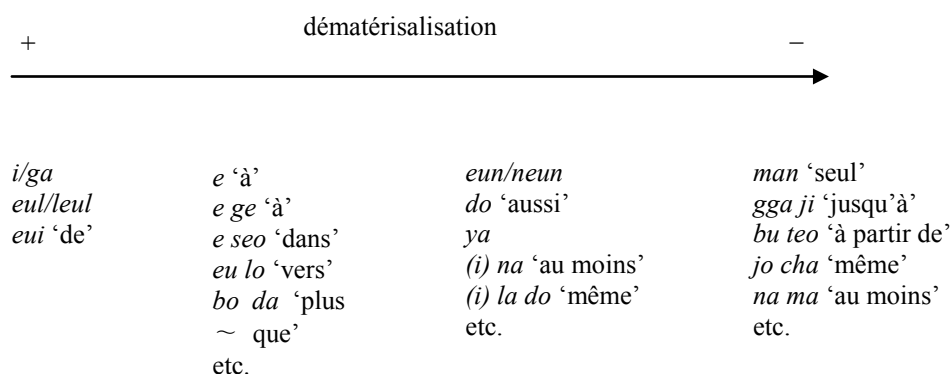 dématérisalisation
+ −
i/ga
eul/leul
eui ‘de’
e ‘à’
e ge ‘à’
e seo ‘dans’
eu lo ‘vers’
bo da ‘plus
～ que’
etc.
eun/neun
do ‘aussi’
ya
(i) na ‘au moins’
(i) la do ‘même’
etc.
man ‘seul’
gga ji ‘jusqu’à’
bu teo ‘à partir de’
jo cha ‘même’
na ma ‘au moins’
etc.